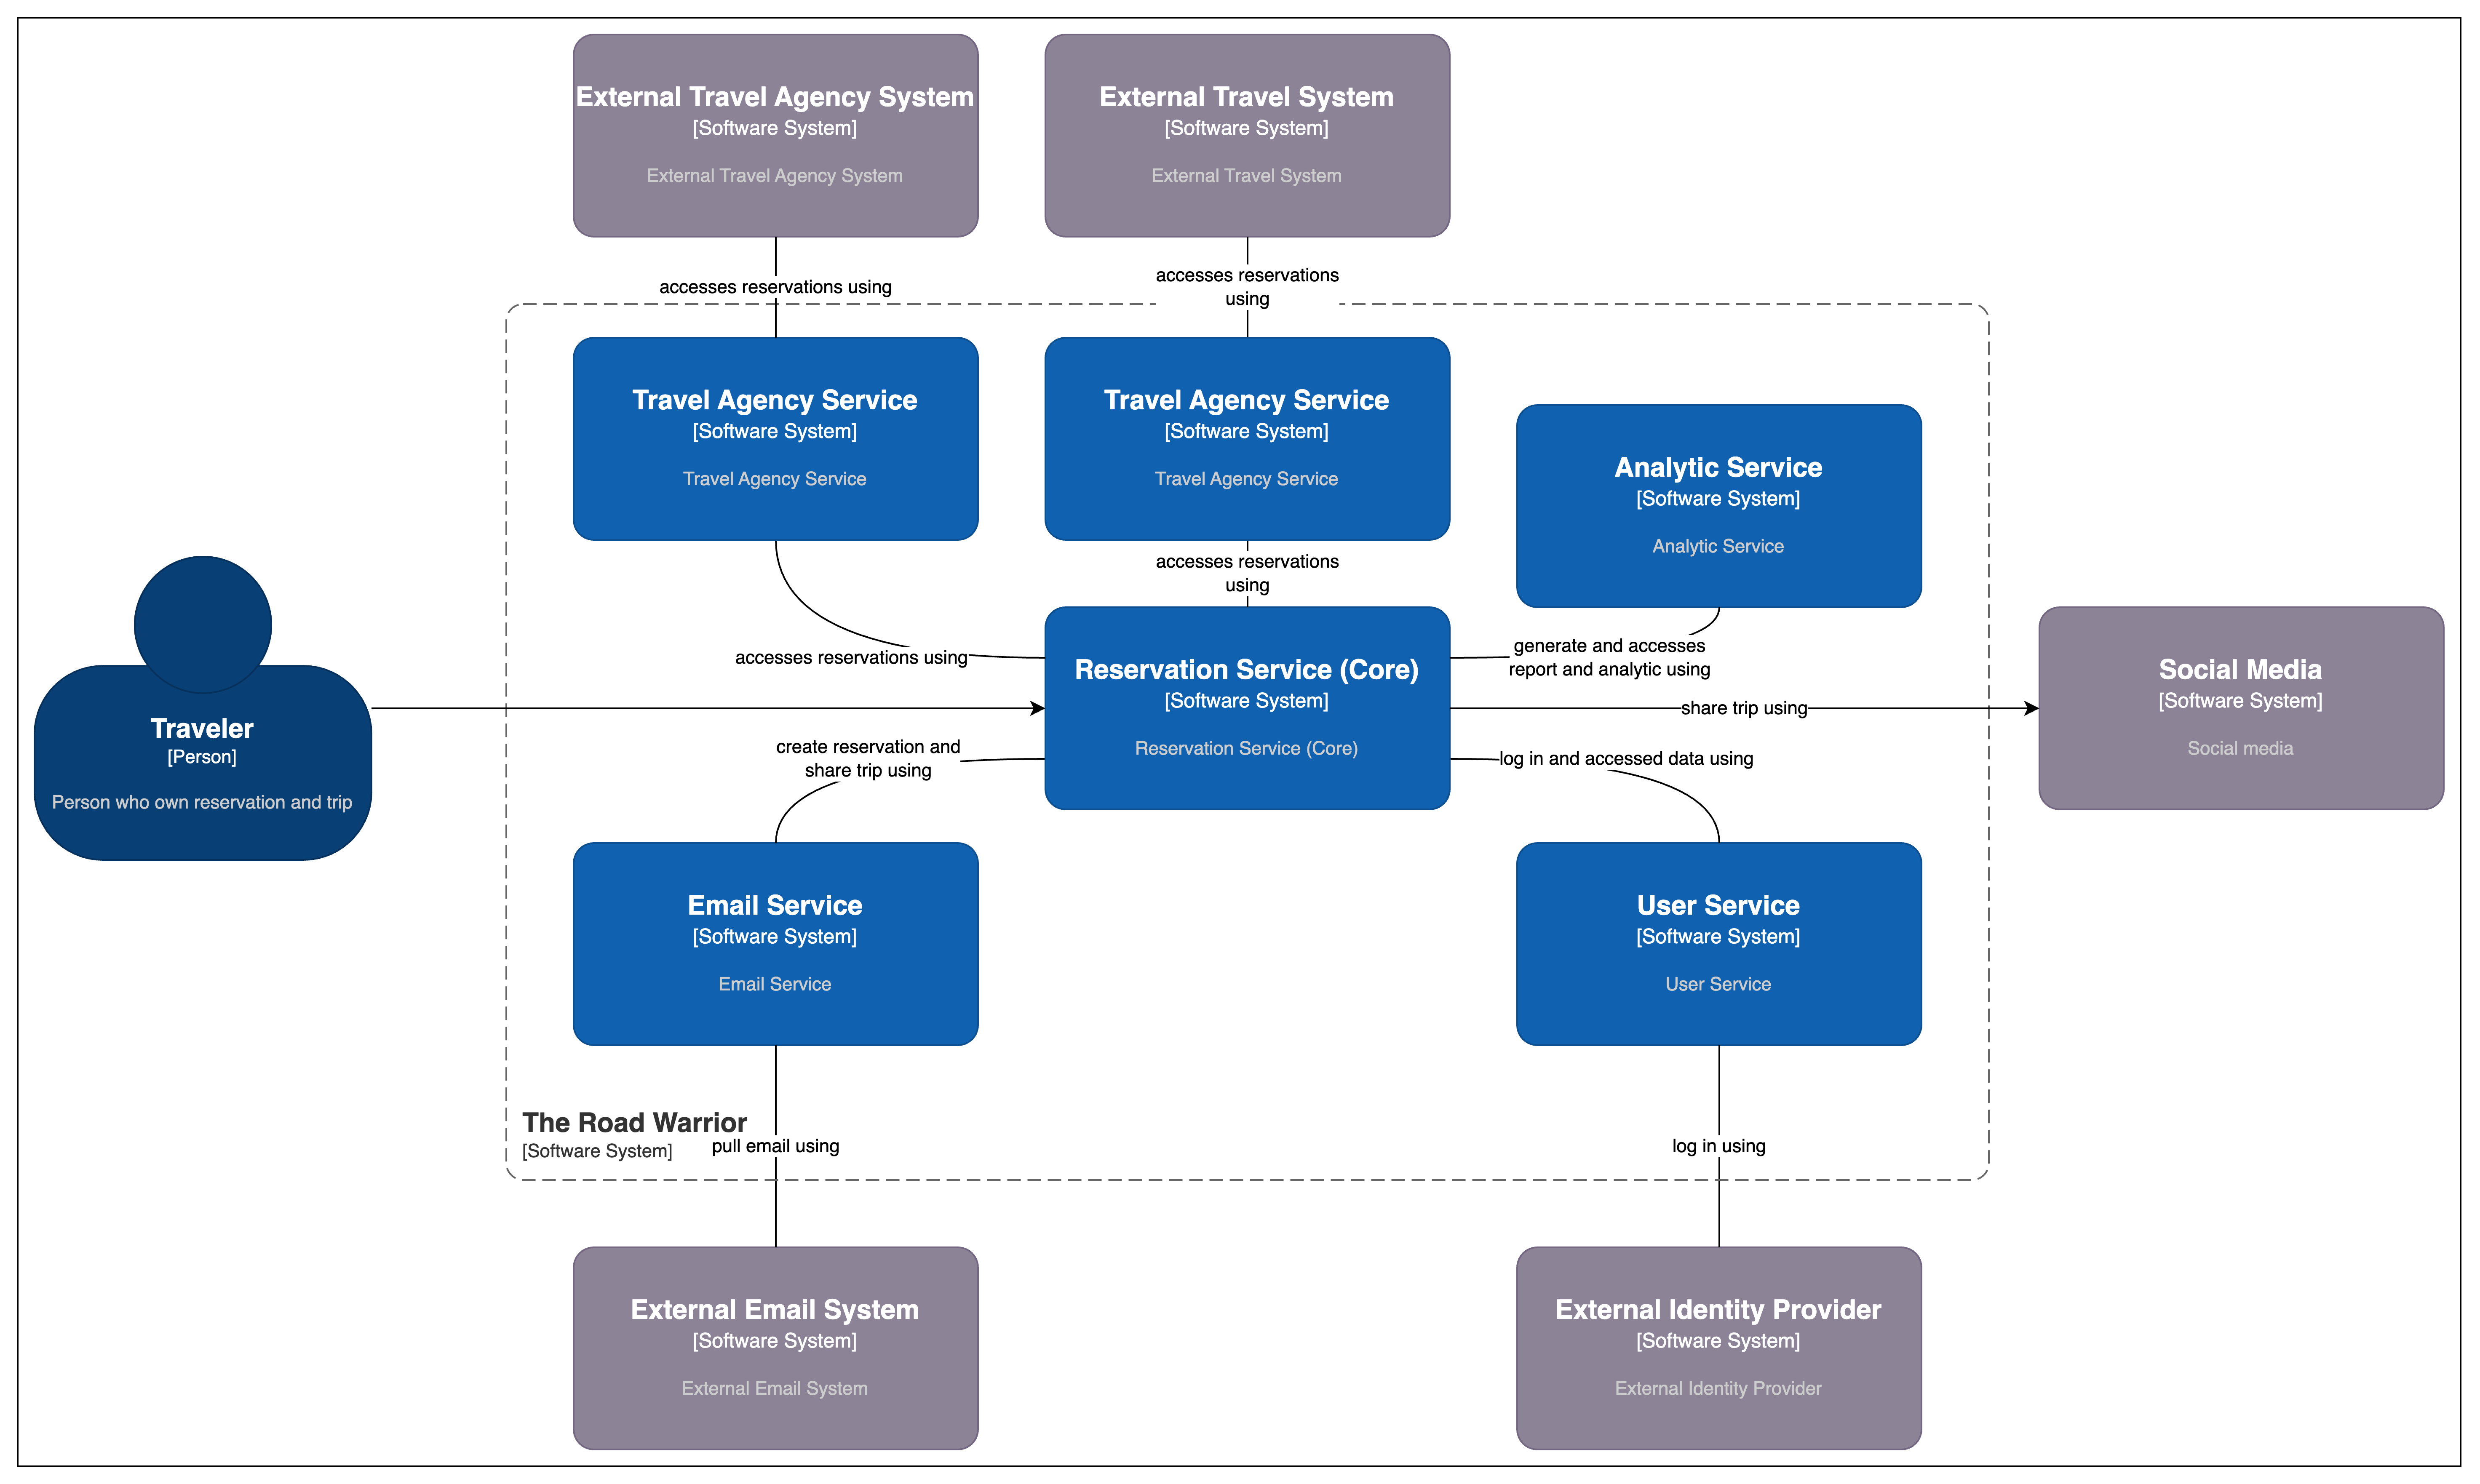 External Travel Agency System
[Software System]
External Travel Agency System
External Travel System
[Software System]
External Travel System
accesses reservations using
accesses reservations
using
Travel Agency Service
[Software System]
Travel Agency Service
Travel Agency Service
[Software System]
Travel Agency Service
Analytic Service
[Software System]
Analytic Service
accesses reservations
using
accesses reservations using
generate and accesses
report and analytic using
Traveler
[Person]
Person who own reservation and trip
Reservation Service (Core)
[Software System]
Reservation Service (Core)
share trip using
Social Media
[Software System]
Social media
create reservation and
share trip using
log in and accessed data using
Email Service
[Software System]
Email Service
User Service
[Software System]
User Service
The Road Warrior
[Software System]
pull email using
log in using
External Email System
[Software System]
External Email System
External Identity Provider
[Software System]
External Identity Provider